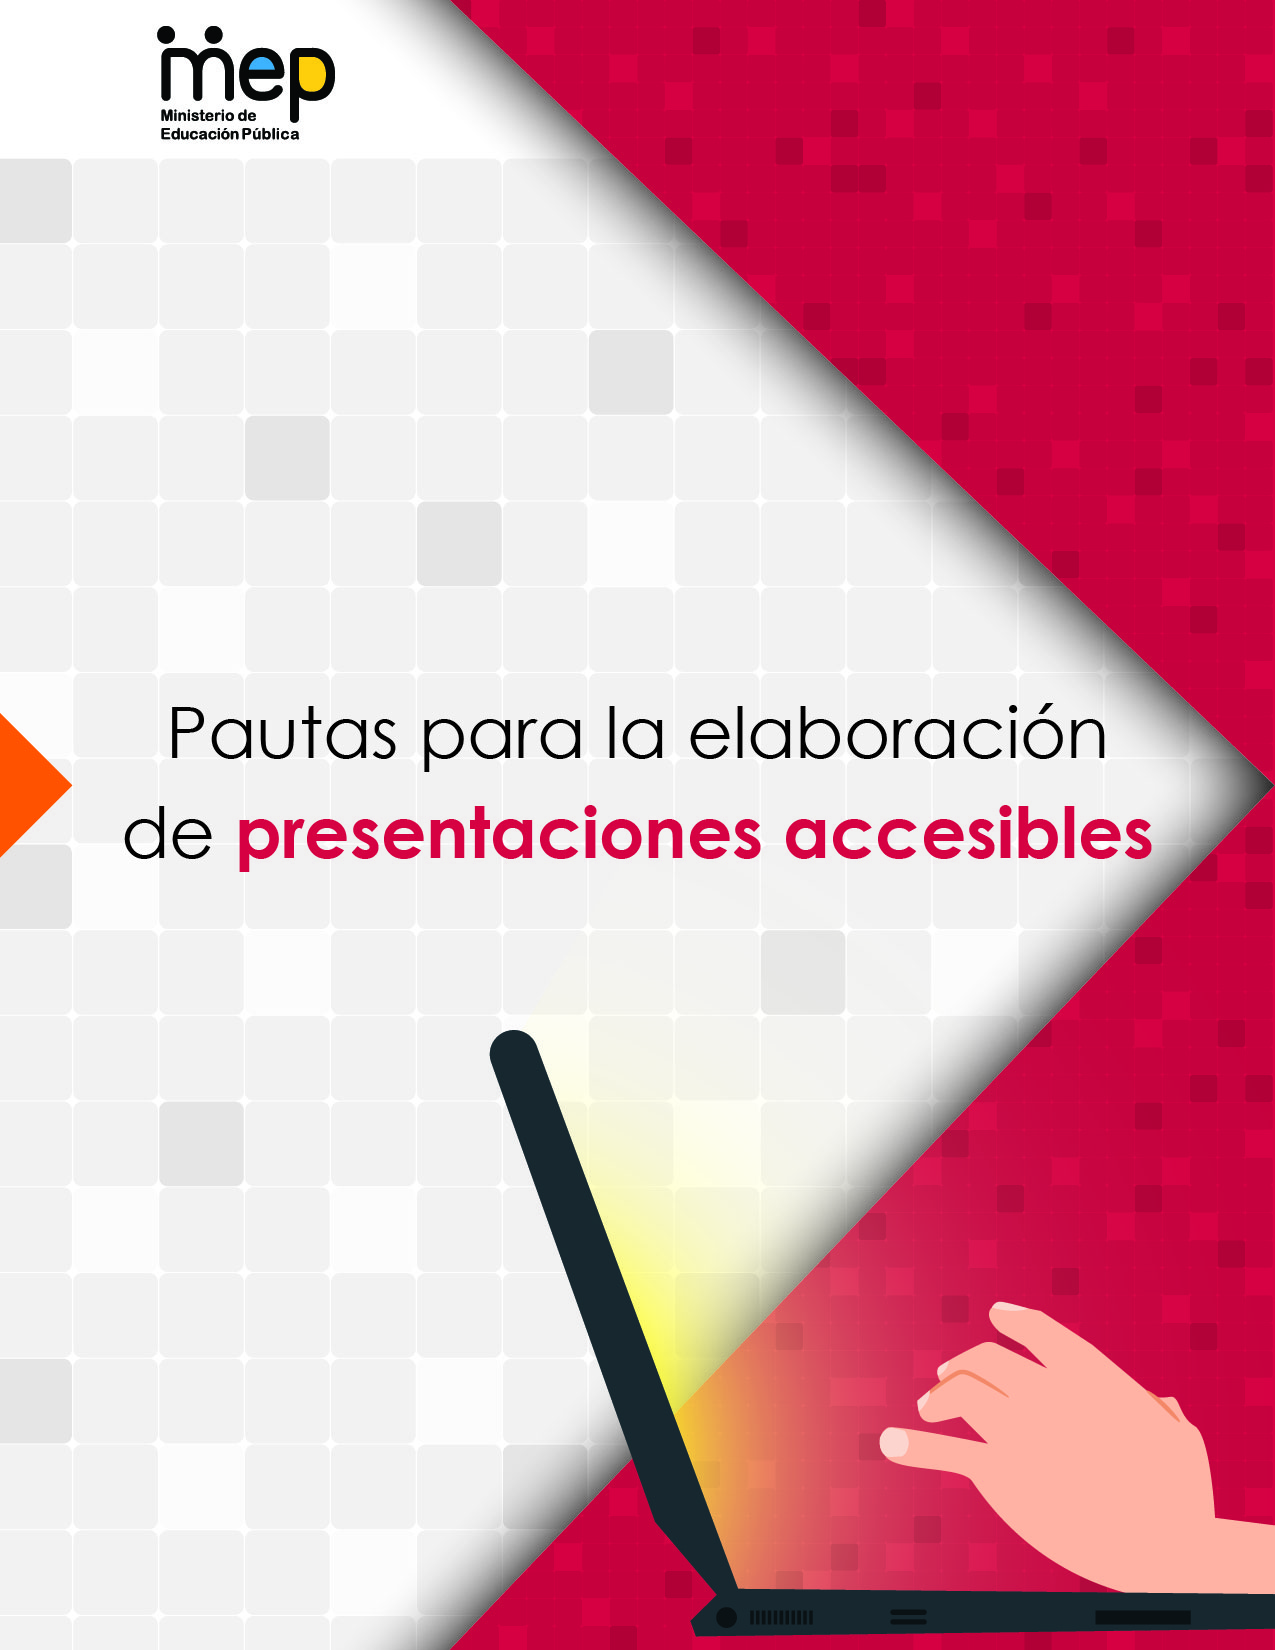 mep
Ministerio de
Educación Pública
Pautas para la elaboración
de presentaciones accesibles